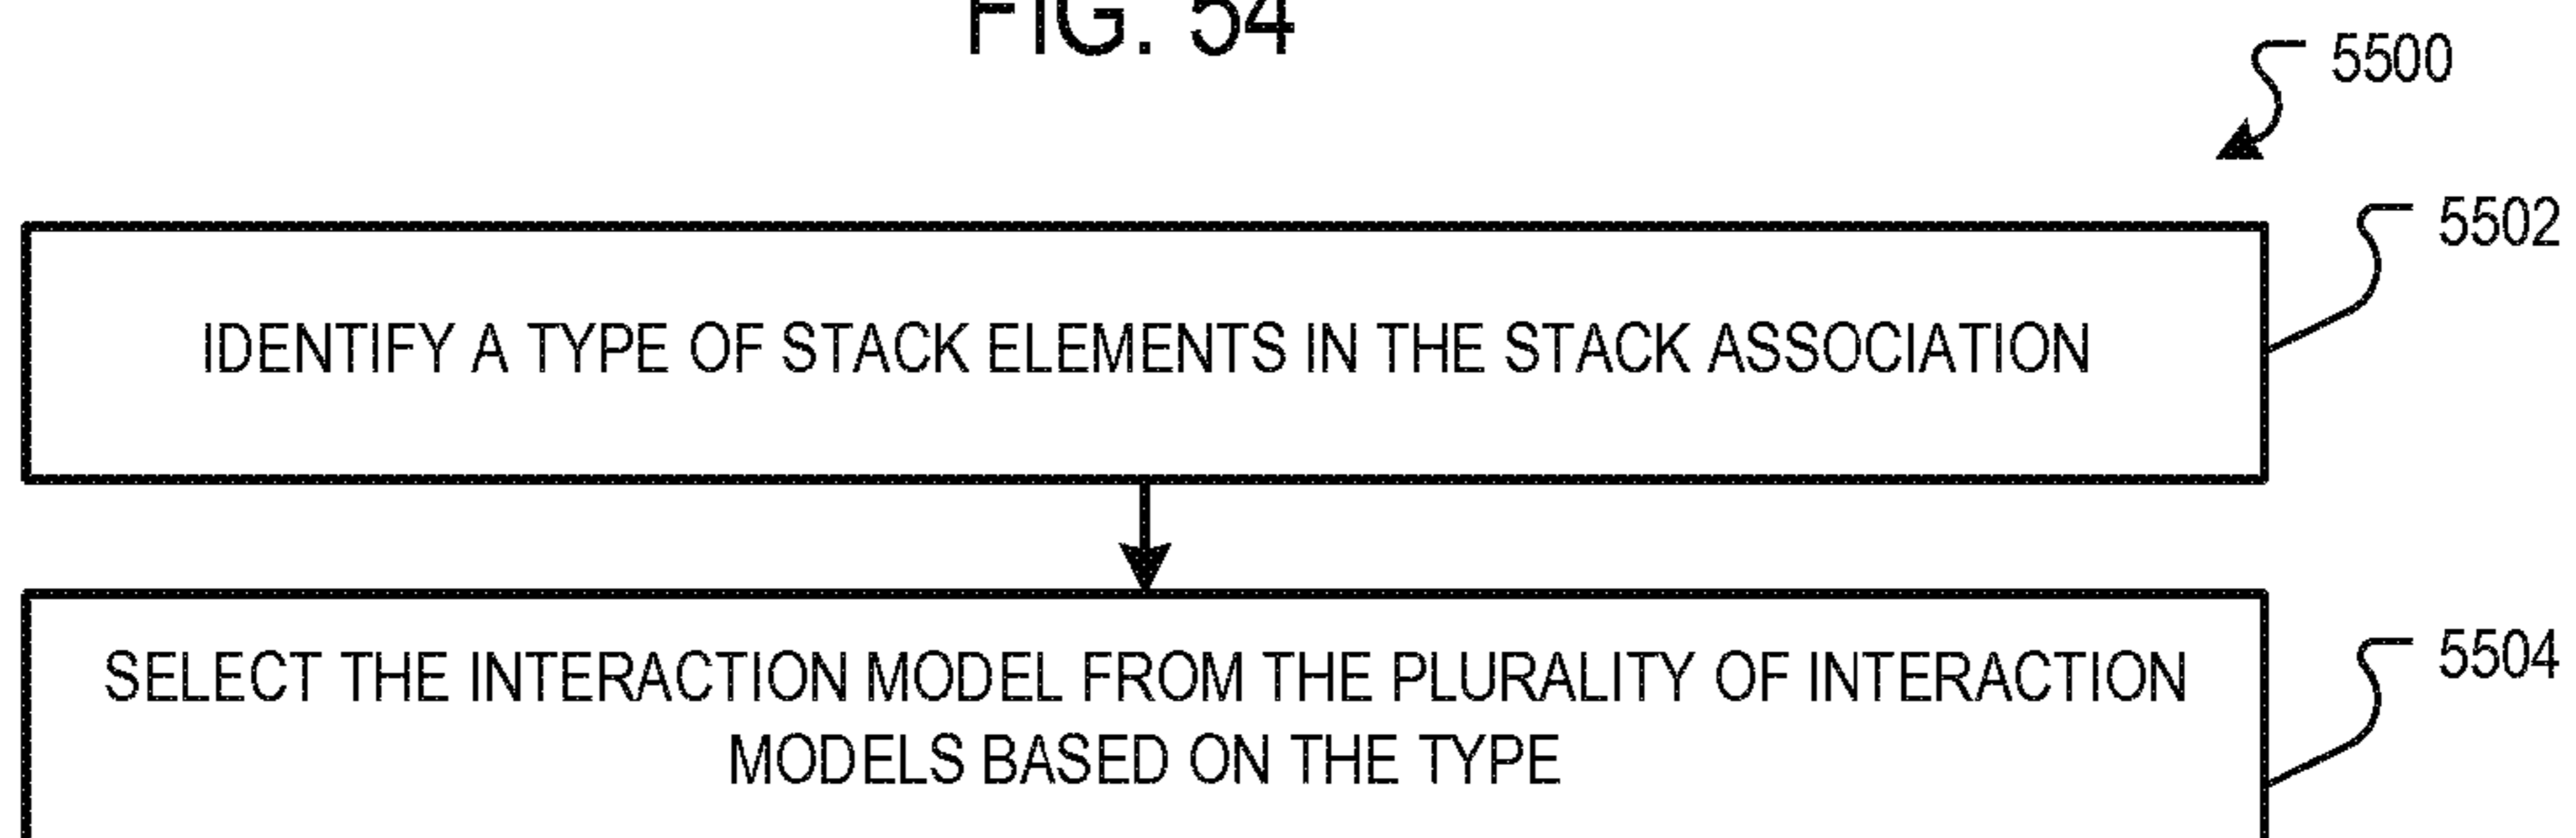 FIG. 54
5500
5502
IDENTIFY A TYPE OF STACK ELEMENTS IN THE STACK ASSOCIATION
5504
SELECT THE INTERACTION MODEL FROM THE PLURALITY OF INTERACTION
MODELS BASED ON THE TYPE